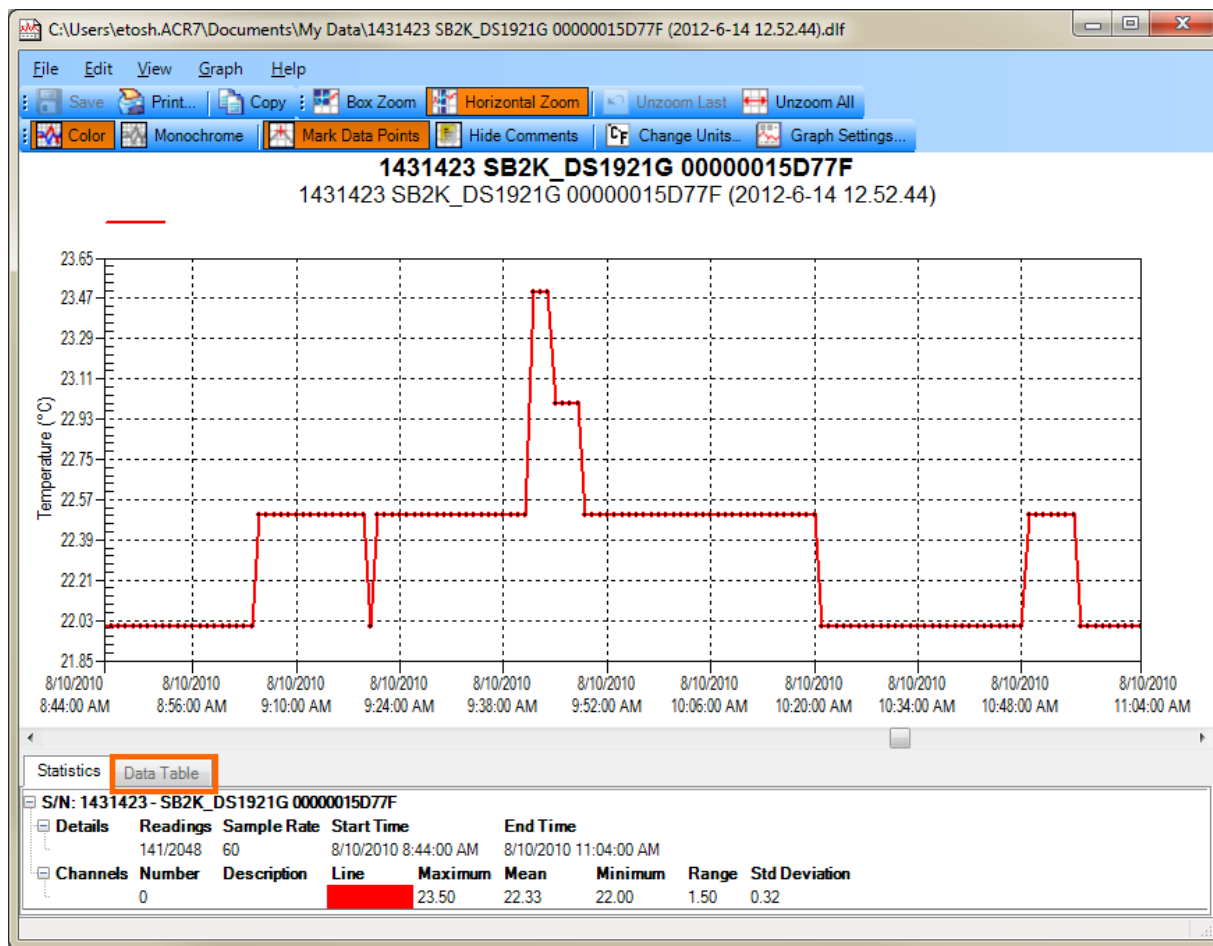 C:\Users\etosh.ACR7\Documents\My Data\1431423 SB2K_DS1921G 00000015D77F (2012-6-14 12.52.44).dlf
File Edit View Graph Help
Save Print... Copy Box Zoom Horizontal Zoom Unzoom Last Unzoom All
Color Monochrome Mark Data Points Hide Comments CF Change Units... Graph Settings...
1431423 SB2K_DS1921G 00000015D77F
1431423 SB2K_DS1921G 00000015D77F (2012-6-14 12.52.44)
Temperature (°C)
23.65
23.47
23.29
23.11
22.93
22.75
22.57
22.39
22.21
22.03
21.85
8/10/2010 8/10/2010 8/10/2010 8/10/2010 8/10/2010 8/10/2010 8/10/2010 8/10/2010 8/10/2010 8/10/2010 8/10/2010
8:44:00 AM 8:56:00 AM 9:10:00 AM 9:24:00 AM 9:38:00 AM 9:52:00 AM 10:06:00 AM 10:20:00 AM 10:34:00 AM 10:48:00 AM 11:04:00 AM
Statistics Data Table
S/N: 1431423 - SB2K_DS1921G 00000015D77F
Details Readings Sample Rate Start Time End Time
141/2048 60 8/10/2010 8:44:00 AM 8/10/2010 11:04:00 AM
Channels Number Description Line Maximum Mean Minimum Range Std Deviation
0 23.50 22.33 22.00 1.50 0.32